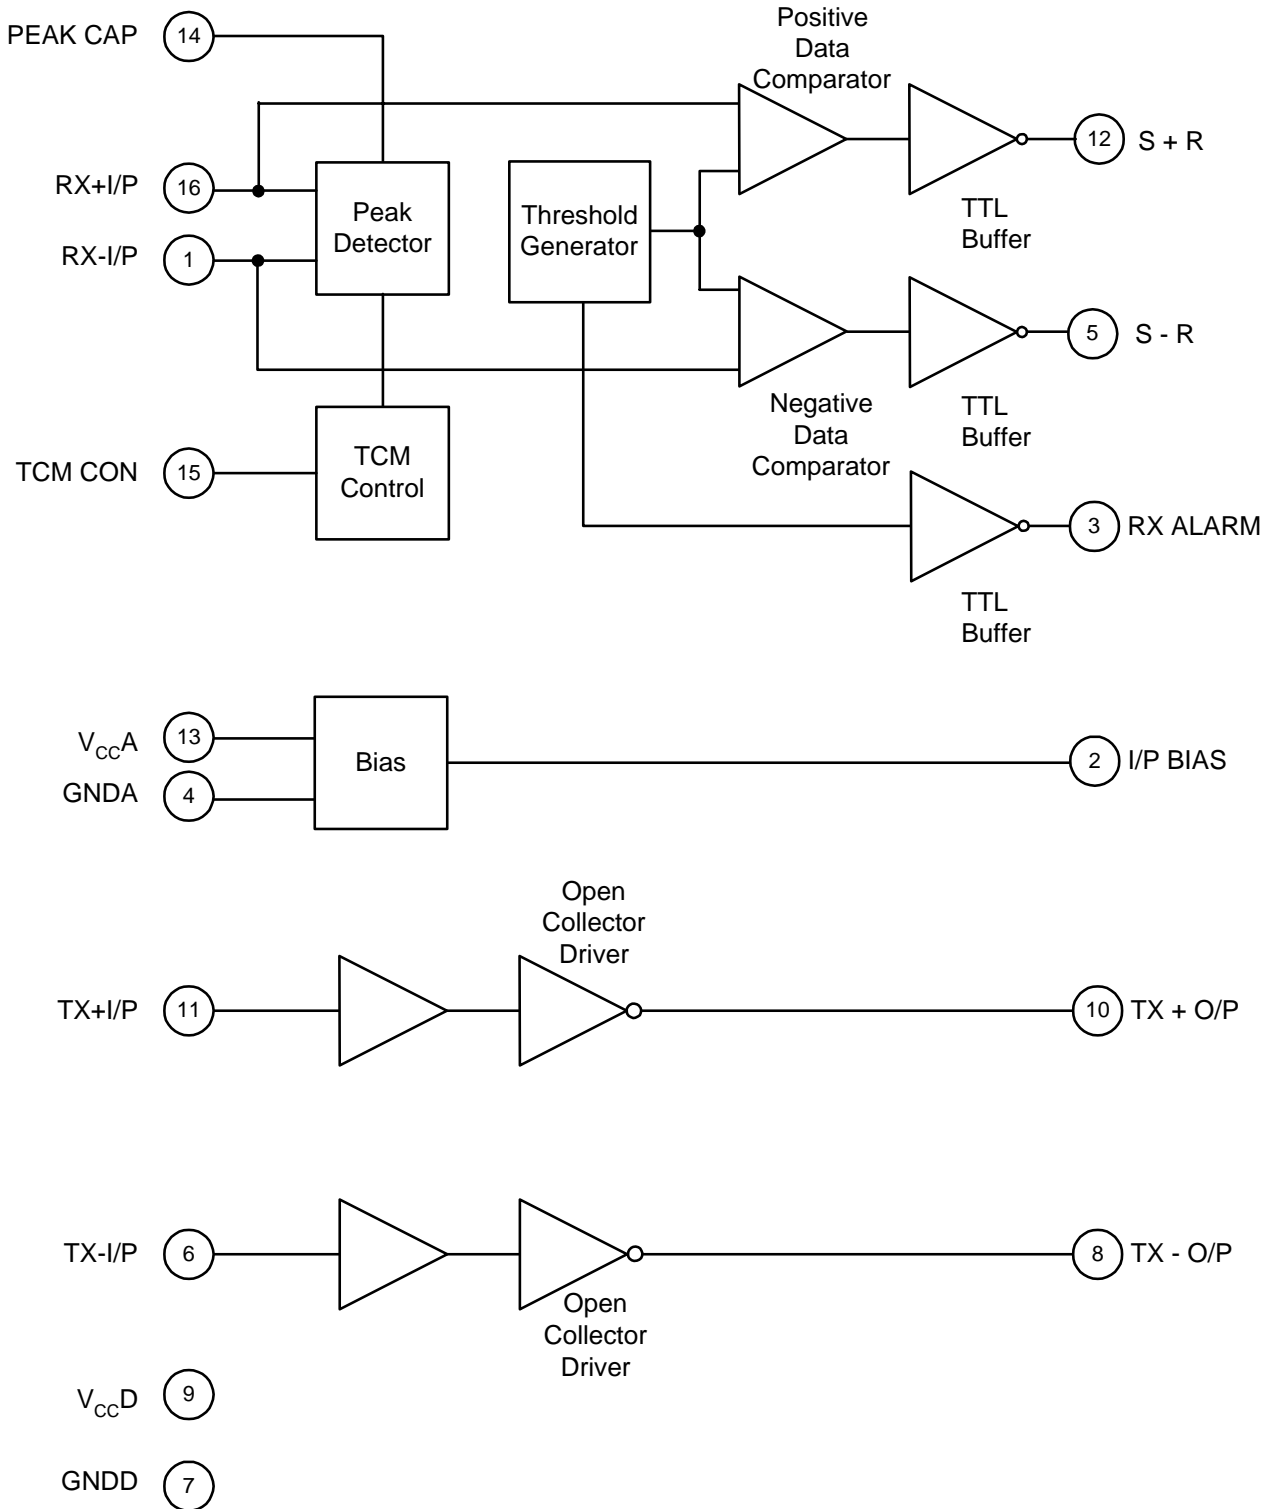 PEAK CAP
14
Positive
Data
Comparator
12
S + R
RX+I/P
16
Peak
Detector
Threshold
Generator
TTL
Buffer
RX-I/P
1
5
S - R
Negative
Data
Comparator
TTL
Buffer
TCM CON
15
TCM
Control
3
RX ALARM
TTL
Buffer
VCCA
13
Bias
2
I/P BIAS
GNDA
4
Open
Collector
Driver
TX+I/P
11
10
TX + O/P
TX-I/P
6
8
TX - O/P
Open
Collector
Driver
VCCD
9
GNDD
7